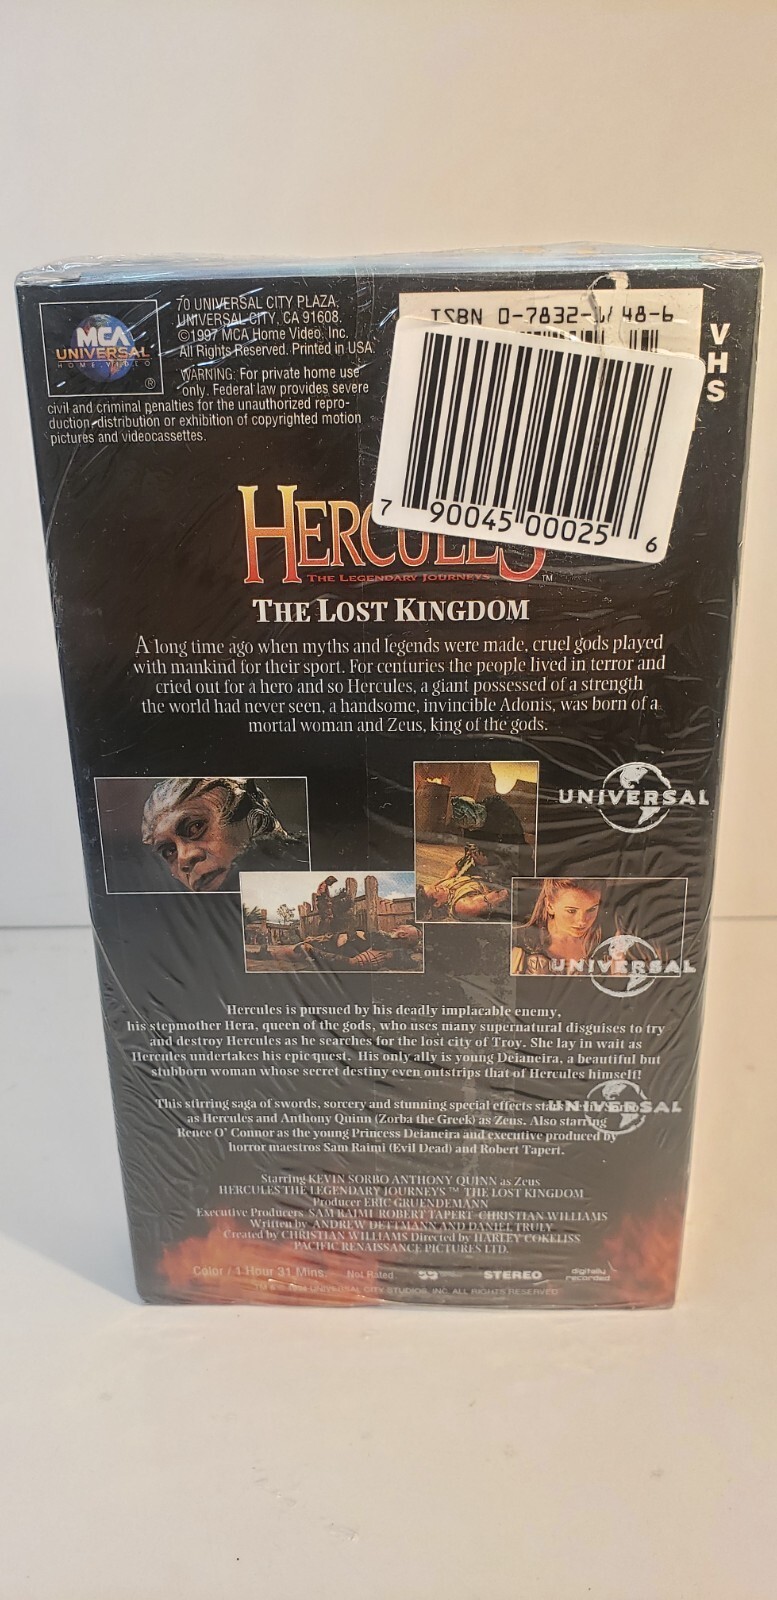 MCA
UNIVERSAL
HOME VIDEO
®
70 UNIVERSAL CITY PLAZA,
UNIVERSAL CITY, CA 91608.
©1997 MCA Home Video, Inc.
All Rights Reserved. Printed in USA.
WARNING: For private home use
only. Federal law provides severe
civil and criminal penalties for the unauthorized repro-
duction, distribution or exhibition of copyrighted motion
pictures and videocassettes.
ISBN 0-7832- 48-6
VHS
7 90045 00025 6
HERCULES
THE LEGENDARY JOURNEYS ™
THE LOST KINGDOM
A long time ago when myths and legends were made, cruel gods played
with mankind for their sport. For centuries the people lived in terror and
cried out for a hero and so Hercules, a giant possessed of a strength
the world had never seen, a handsome, invincible Adonis, was born of a
mortal woman and Zeus, king of the gods.
UNIVERSAL
UNIVERSAL
Hercules is pursued by his deadly implacable enemy,
his stepmother Hera, queen of the gods, who uses many supernatural disguises to try
and destroy Hercules as he searches for the lost city of Troy. She lay in wait as
Hercules undertakes his epic quest. His only ally is young Deianeira, a beautiful but
stubborn woman whose secret destiny even outstrips that of Hercules himself!
UNIVERSAL
This stirring saga of swords, sorcery and stunning special effects
as Hercules and Anthony Quinn (Zorba the Greek) as Zeus. Also starring
Renee O' Connor as the young Princess Deianeira and executive produced by
horror maestros Sam Raimi (Evil Dead) and Robert Tapert.
Starring KEVIN SORBO ANTHONY QUINN as Zeus
HERCULES THE LEGENDARY JOURNEYS™ THE LOST KINGDOM
Producer ERIC GRUENDEMANN
Executive Producers SAM RAIMI ROBERT TAPERT CHRISTIAN WILLIAMS
Written by ANDREW DETTMANN AND DANIEL TRULY
Created by CHRISTIAN WILLIAMS Directed by HARLEY COKELISS
PACIFIC RENAISSANCE PICTURES LTD.
Color / 1 Hour 31 Mins. Not Rated STEREO digitally recorded
TM & © UNIVERSAL CITY STUDIOS, INC. ALL RIGHTS RESERVED